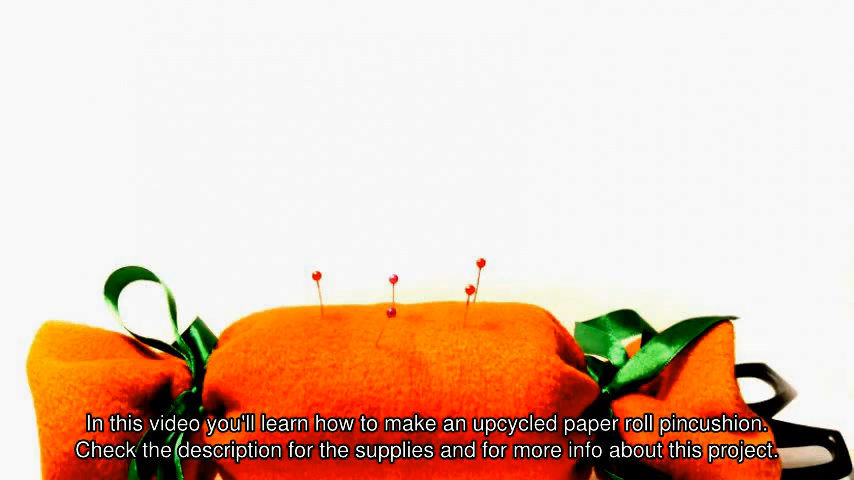 In this video you'll learn how to make an upcycled paper roll pincushion.
Check the description for the supplies and for more info about this project.